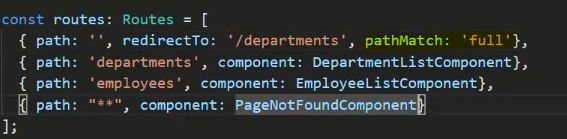 const routes: Routes = [
{ path: '', redirectTo: '/departments', pathMatch: 'full'},
{ path: 'departments', component: DepartmentListComponent},
{ path: 'employees', component: EmployeeListComponent},
{ path: "**", component: PageNotFoundComponent}
];